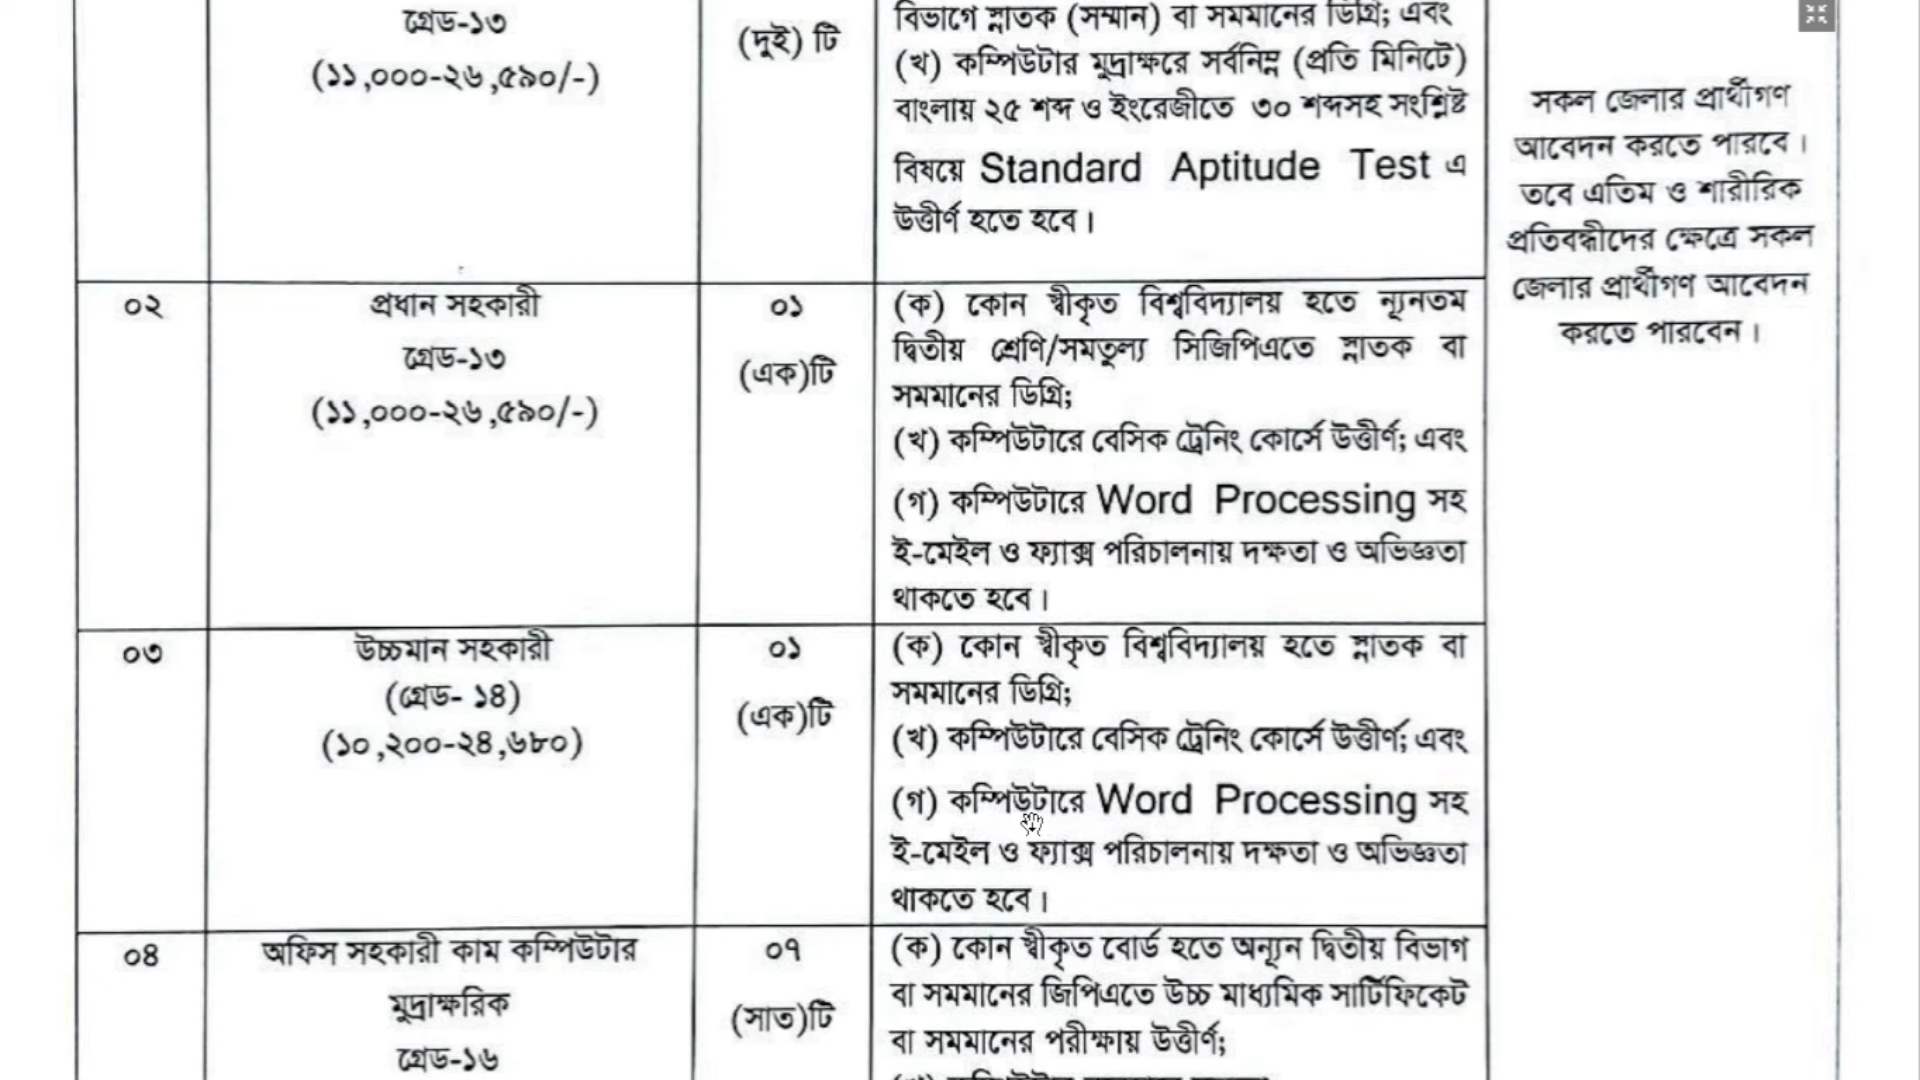 গ্রেড-১৩
(১১,০০০-২৬,৫৯০/-)
(দুই) টি
বিভাগে স্নাতক (সম্মান) বা সমমানের ডিগ্রি; এবং
(খ) কম্পিউটার মুদ্রাক্ষরে সর্বনিম্ন (প্রতি মিনিটে)
বাংলায় ২৫ শব্দ ও ইংরেজীতে ৩০ শব্দসহ সংশ্লিষ্ট
বিষয়ে Standard Aptitude Test এ
উত্তীর্ণ হতে হবে।
সকল জেলার প্রার্থীগণ
আবেদন করতে পারবে।
তবে এতিম ও শারীরিক
প্রতিবন্ধীদের ক্ষেত্রে সকল
জেলার প্রার্থীগণ আবেদন
করতে পারবেন।
০২
প্রধান সহকারী
গ্রেড-১৩
(১১,০০০-২৬,৫৯০/-)
০১
(এক)টি
(ক) কোন স্বীকৃত বিশ্ববিদ্যালয় হতে ন্যূনতম
দ্বিতীয় শ্রেণি/সমতুল্য সিজিপিএতে স্নাতক বা
সমমানের ডিগ্রি;
(খ) কম্পিউটারে বেসিক ট্রেনিং কোর্সে উত্তীর্ণ; এবং
(গ) কম্পিউটারে Word Processing সহ
ই-মেইল ও ফ্যাক্স পরিচালনায় দক্ষতা ও অভিজ্ঞতা
থাকতে হবে।
০৩
উচ্চমান সহকারী
(গ্রেড- ১৪)
(১০,২০০-২৪,৬৮০)
০১
(এক)টি
(ক) কোন স্বীকৃত বিশ্ববিদ্যালয় হতে স্নাতক বা
সমমানের ডিগ্রি;
(খ) কম্পিউটারে বেসিক ট্রেনিং কোর্সে উত্তীর্ণ; এবং
(গ) কম্পিউটারে Word Processing সহ
ই-মেইল ও ফ্যাক্স পরিচালনায় দক্ষতা ও অভিজ্ঞতা
থাকতে হবে।
০৪
অফিস সহকারী কাম কম্পিউটার
মুদ্রাক্ষরিক
গ্রেড-১৬
০৭
(সাত)টি
(ক) কোন স্বীকৃত বোর্ড হতে অন্যূন দ্বিতীয় বিভাগ
বা সমমানের জিপিএতে উচ্চ মাধ্যমিক সার্টিফিকেট
বা সমমানের পরীক্ষায় উত্তীর্ণ;